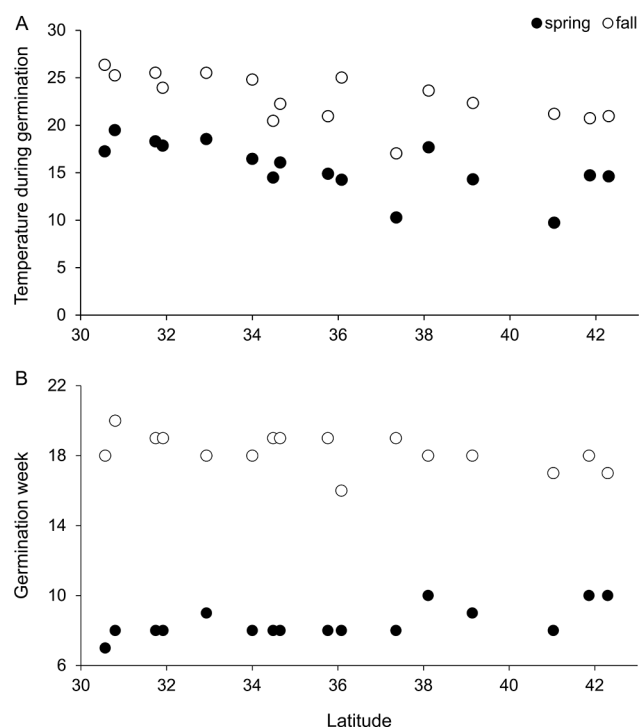 A
spring fall
30
25
20
15
10
5
0
Temperature during germination
30 32 34 36 38 40 42
B
22
18
14
10
6
Germination week
30 32 34 36 38 40 42
Latitude